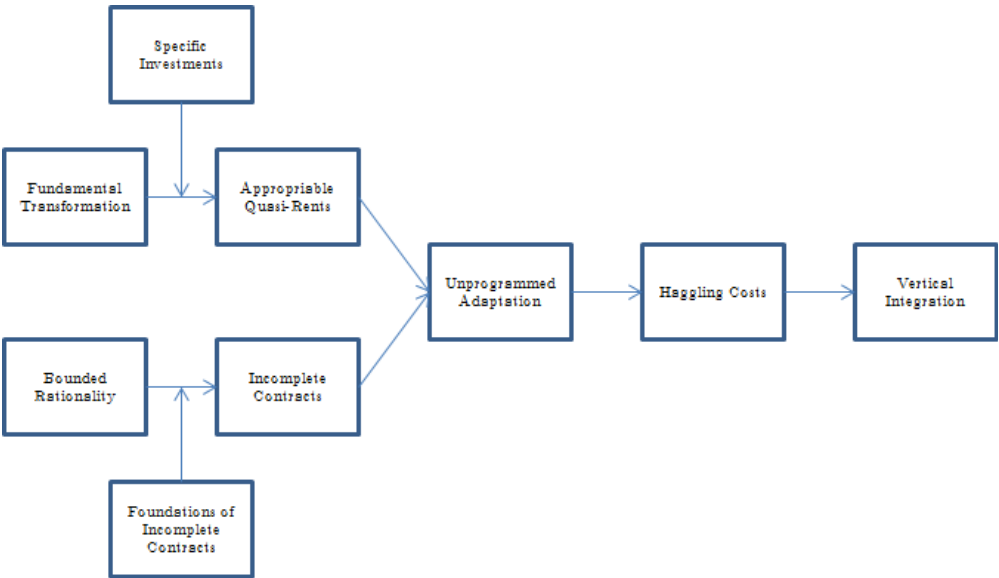 Specific
Investments
Fundamental
Transformation
Appropriable
Quasi-Rents
Unprogrammed
Adaptation
Haggling Costs
Vertical
Integration
Bounded
Rationality
Incomplete
Contracts
Foundations of
Incomplete
Contracts